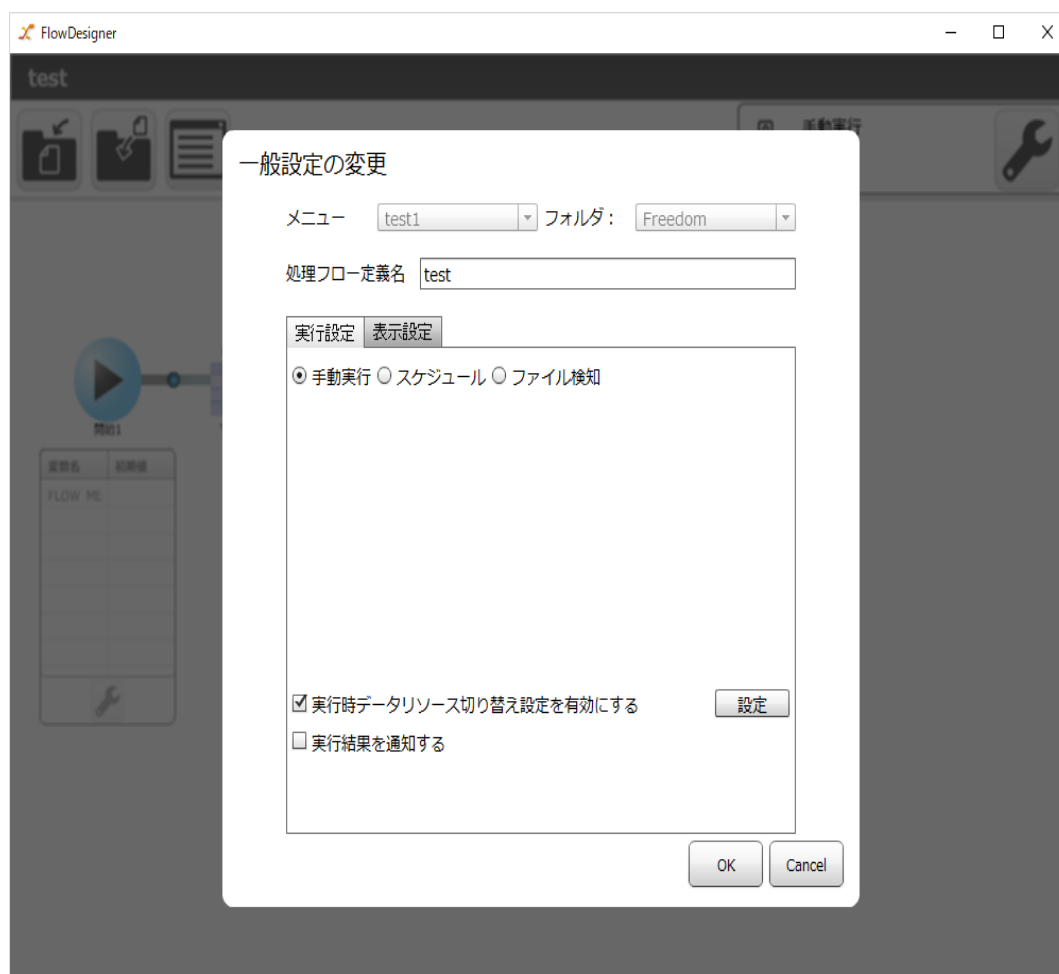 FlowDesigner
test
手動実行
一般設定の変更
メニュー test1 フォルダ： Freedom
処理フロー定義名 test
実行設定 表示設定
手動実行 スケジュール ファイル検知
開始1
変数名 初期値
FLOW ME
実行時データリソース切り替え設定を有効にする 設定
実行結果を通知する
OK Cancel